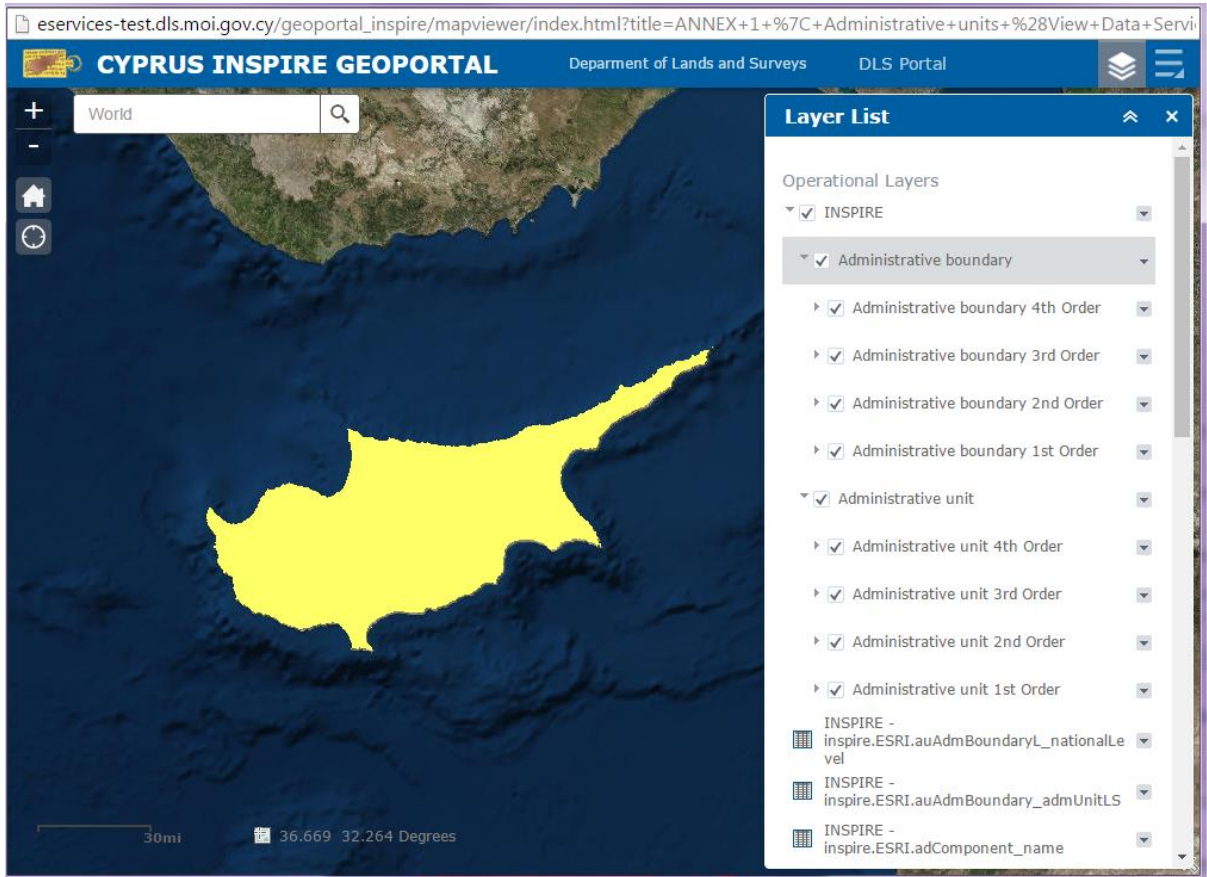 eservices-test.dls.moi.gov.cy/geoportal_inspire/mapviewer/index.html?title=ANNEX+1+%7C+Administrative+units+%28View+Data+Servi
CYPRUS INSPIRE GEOPORTAL
Deparment of Lands and Surveys
DLS Portal
+
World
-
Layer List
Operational Layers
INSPIRE
Administrative boundary
Administrative boundary 4th Order
Administrative boundary 3rd Order
Administrative boundary 2nd Order
Administrative boundary 1st Order
Administrative unit
Administrative unit 4th Order
Administrative unit 3rd Order
Administrative unit 2nd Order
Administrative unit 1st Order
INSPIRE -
inspire.ESRI.auAdmBoundaryL_nationalLe
vel
INSPIRE -
inspire.ESRI.auAdmBoundary_admUnitLS
INSPIRE -
inspire.ESRI.adComponent_name
30mi
36.669 32.264 Degrees